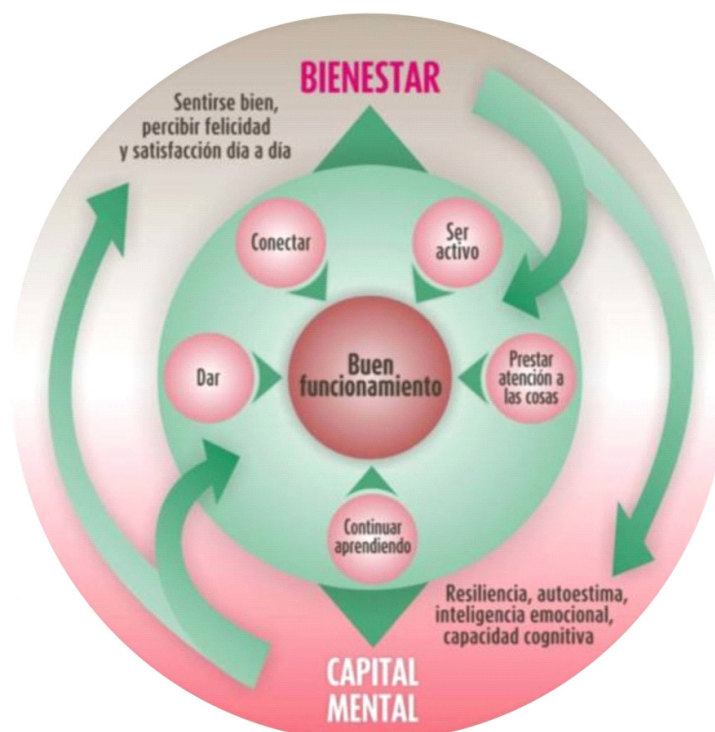 BIENESTAR
Sentirse bien,
percibir felicidad
y satisfacción día a día
Conectar
Ser
activo
Dar
Buen
funcionamiento
Prestar
atención a
las cosas
Continuar
aprendiendo
Resiliencia, autoestima,
inteligencia emocional,
capacidad cognitiva
CAPITAL
MENTAL